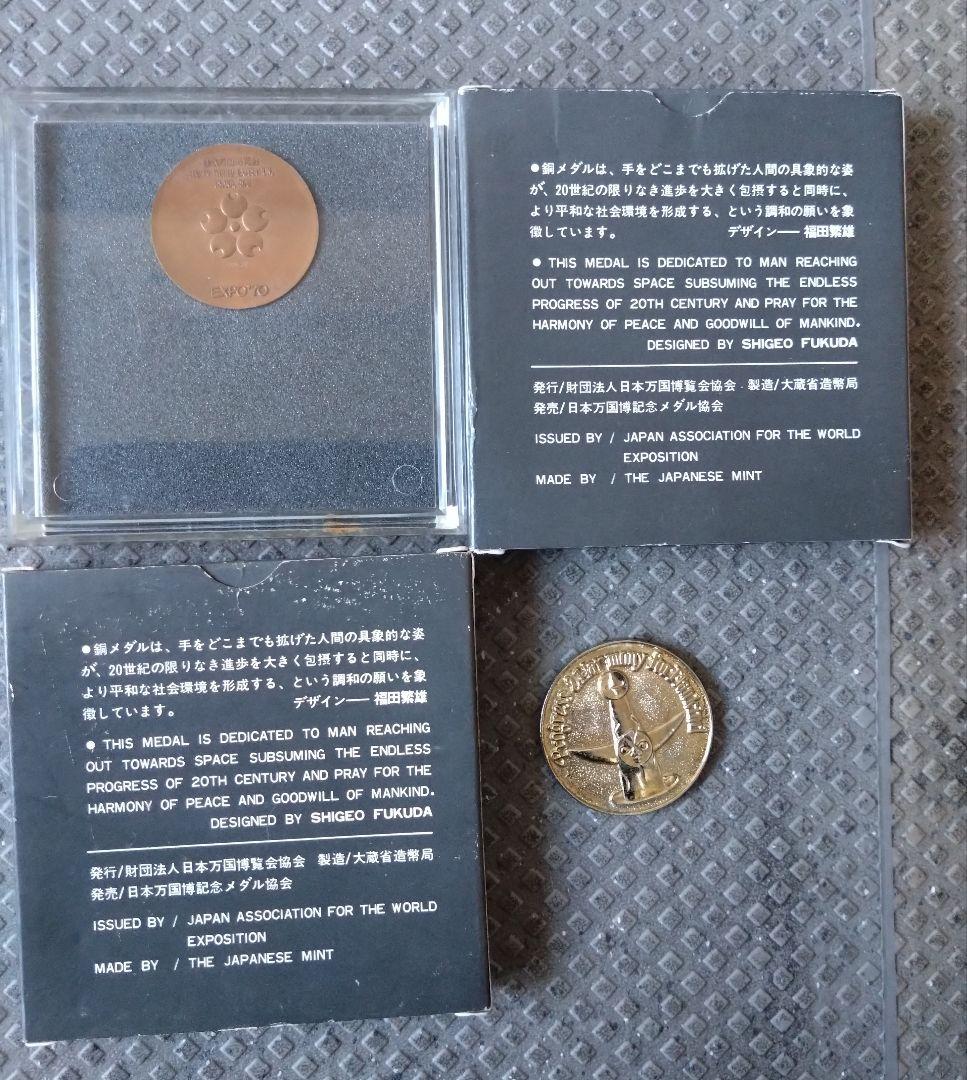 EXPO'70
●銅メダルは、手をどこまでも拡げた人間の具象的な姿
が、20世紀の限りなき進歩を大きく包摂すると同時に、
より平和な社会環境を形成する、という調和の願いを象
徴しています。 デザイン── 福田繁雄
● THIS MEDAL IS DEDICATED TO MAN REACHING
OUT TOWARDS SPACE SUBSUMING THE ENDLESS
PROGRESS OF 20TH CENTURY AND PRAY FOR THE
HARMONY OF PEACE AND GOODWILL OF MANKIND.
DESIGNED BY SHIGEO FUKUDA
発行/財団法人日本万国博覧会協会 製造/大蔵省造幣局
発売/日本万国博記念メダル協会
ISSUED BY / JAPAN ASSOCIATION FOR THE WORLD
EXPOSITION
MADE BY / THE JAPANESE MINT
●銅メダルは、手をどこまでも拡げた人間の具象的な姿
が、20世紀の限りなき進歩を大きく包摂すると同時に、
より平和な社会環境を形成する、という調和の願いを象
徴しています。 デザイン── 福田繁雄
● THIS MEDAL IS DEDICATED TO MAN REACHING
OUT TOWARDS SPACE SUBSUMING THE ENDLESS
PROGRESS OF 20TH CENTURY AND PRAY FOR THE
HARMONY OF PEACE AND GOODWILL OF MANKIND.
DESIGNED BY SHIGEO FUKUDA
発行/財団法人日本万国博覧会協会 製造/大蔵省造幣局
発売/日本万国博記念メダル協会
ISSUED BY / JAPAN ASSOCIATION FOR THE WORLD
EXPOSITION
MADE BY / THE JAPANESE MINT
Progress and Harmony for Mankind